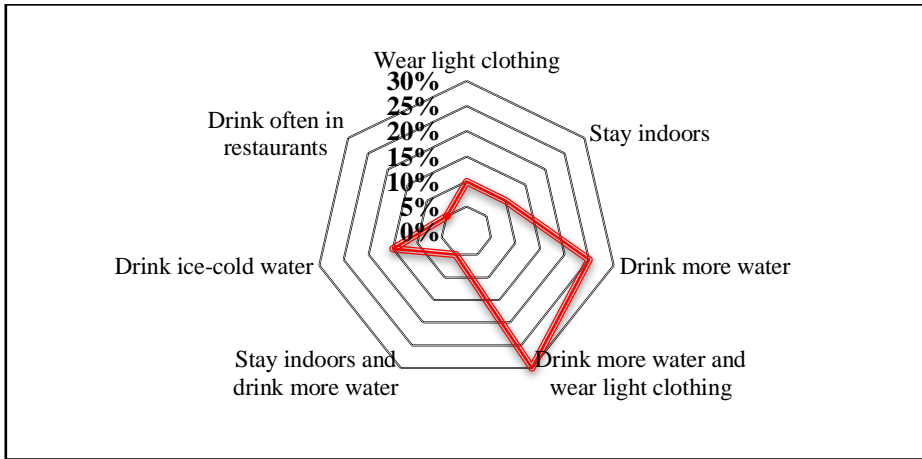 Wear light clothing
30%
25%
20%
15%
10%
5%
0%
Stay indoors
Drink more water
Drink more water and
wear light clothing
Stay indoors and
drink more water
Drink ice-cold water
Drink often in
restaurants